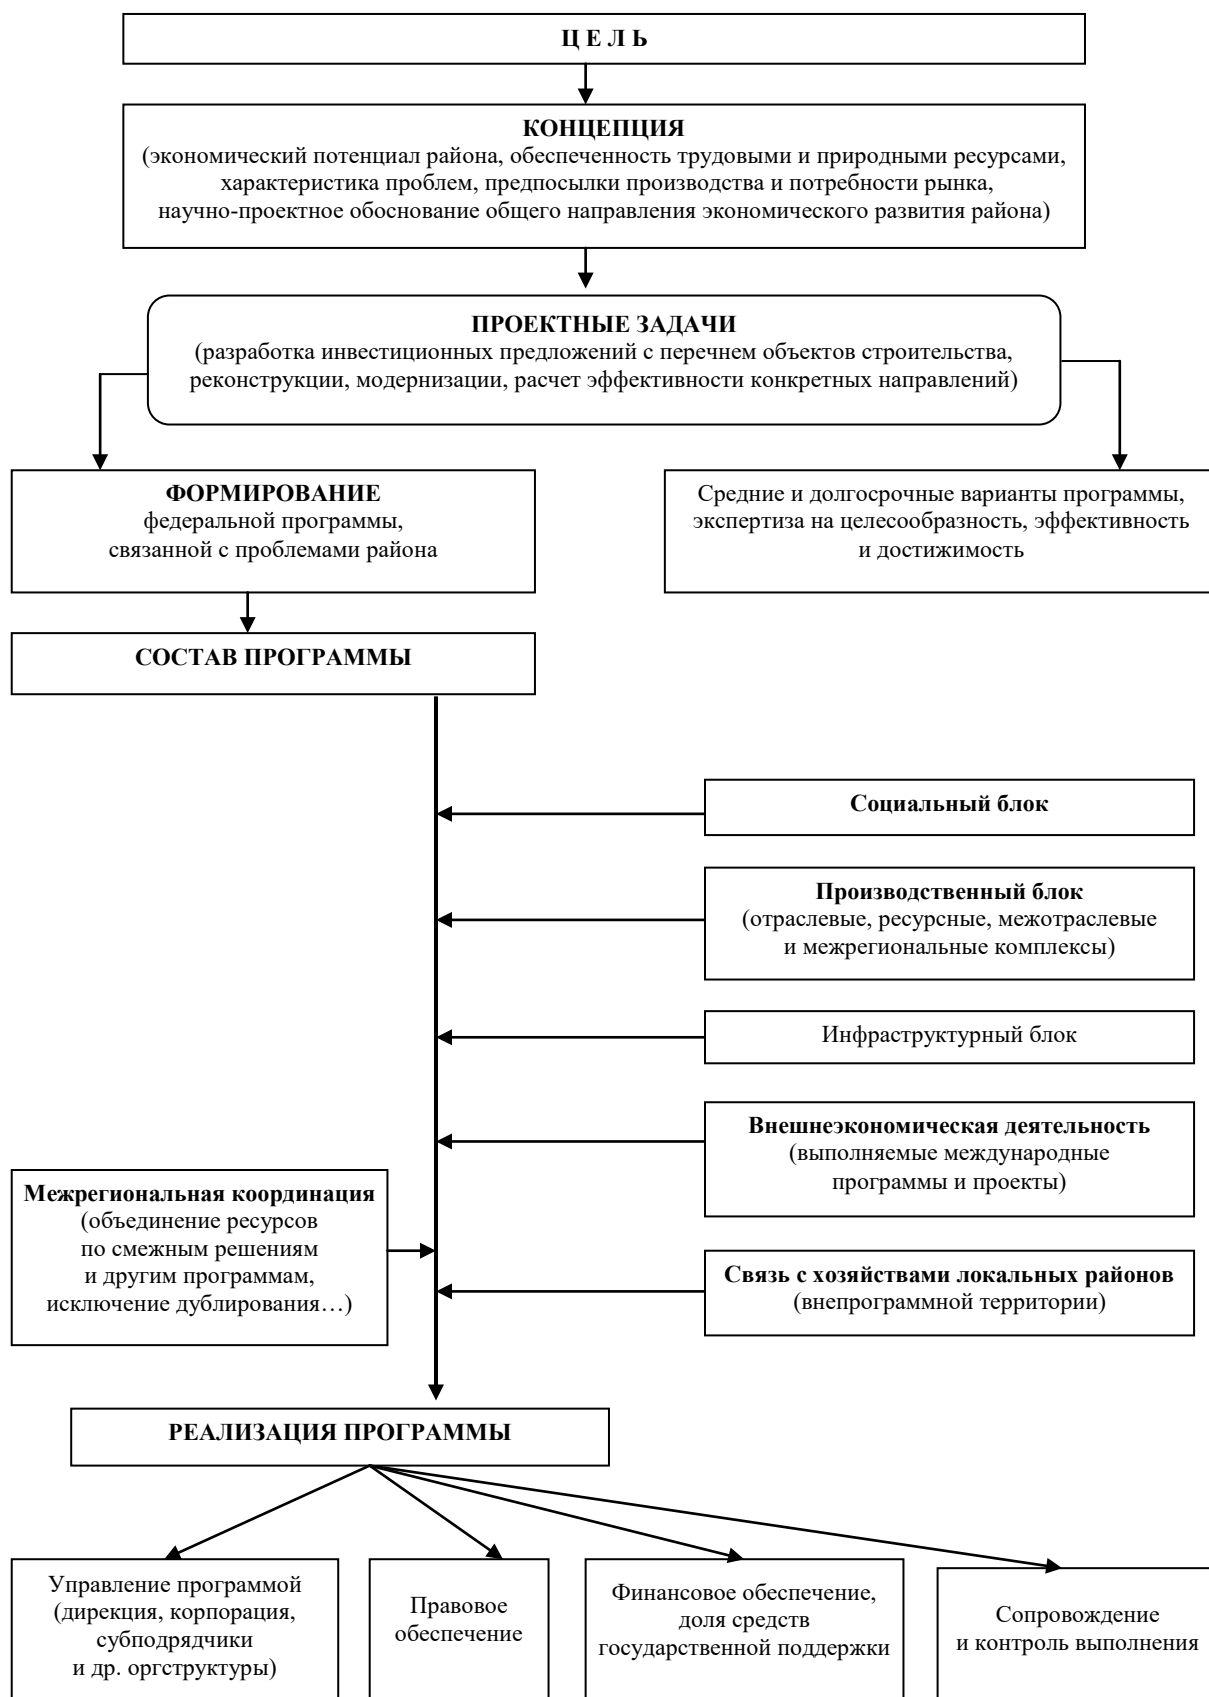 Ц Е Л Ь
КОНЦЕПЦИЯ
(экономический потенциал района, обеспеченность трудовыми и природными ресурсами,
характеристика проблем, предпосылки производства и потребности рынка,
научно-проектное обоснование общего направления экономического развития района)
ПРОЕКТНЫЕ ЗАДАЧИ
(разработка инвестиционных предложений с перечнем объектов строительства,
реконструкции, модернизации, расчет эффективности конкретных направлений)
ФОРМИРОВАНИЕ
федеральной программы,
связанной с проблемами района
Средние и долгосрочные варианты программы,
экспертиза на целесообразность, эффективность
и достижимость
СОСТАВ ПРОГРАММЫ
Социальный блок
Производственный блок
(отраслевые, ресурсные, межотраслевые
и межрегиональные комплексы)
Инфраструктурный блок
Внешнеэкономическая деятельность
(выполняемые международные
программы и проекты)
Межрегиональная координация
(объединение ресурсов
по смежным решениям
и другим программам,
исключение дублирования…)
Связь с хозяйствами локальных районов
(внепрограммной территории)
РЕАЛИЗАЦИЯ ПРОГРАММЫ
Управление программой
(дирекция, корпорация,
субподрядчики
и др. оргструктуры)
Правовое
обеспечение
Финансовое обеспечение,
доля средств
государственной поддержки
Сопровождение
и контроль выполнения